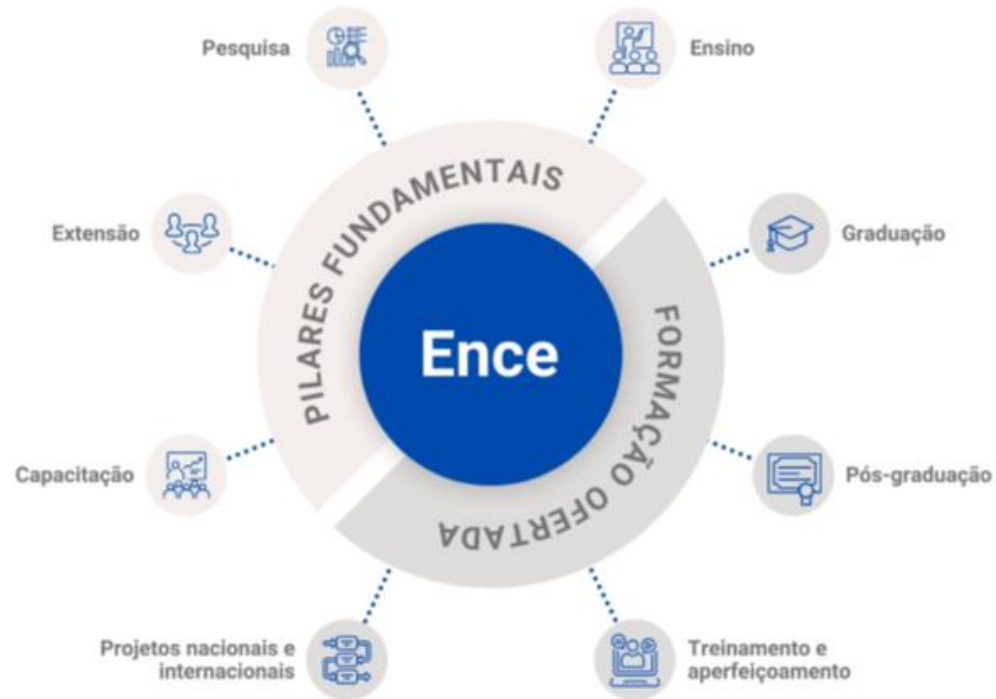 Pesquisa
Ensino
PILARES FUNDAMENTAIS
Extensão
Graduação
Ence
FORMAÇÃO OFERTADA
Capacitação
Pós-graduação
Projetos nacionais e
internacionais
Treinamento e
aperfeiçoamento